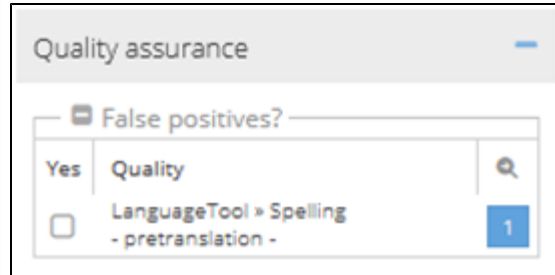 Quality assurance
False positives?
Yes Quality
LanguageTool » Spelling
- pretranslation - 1